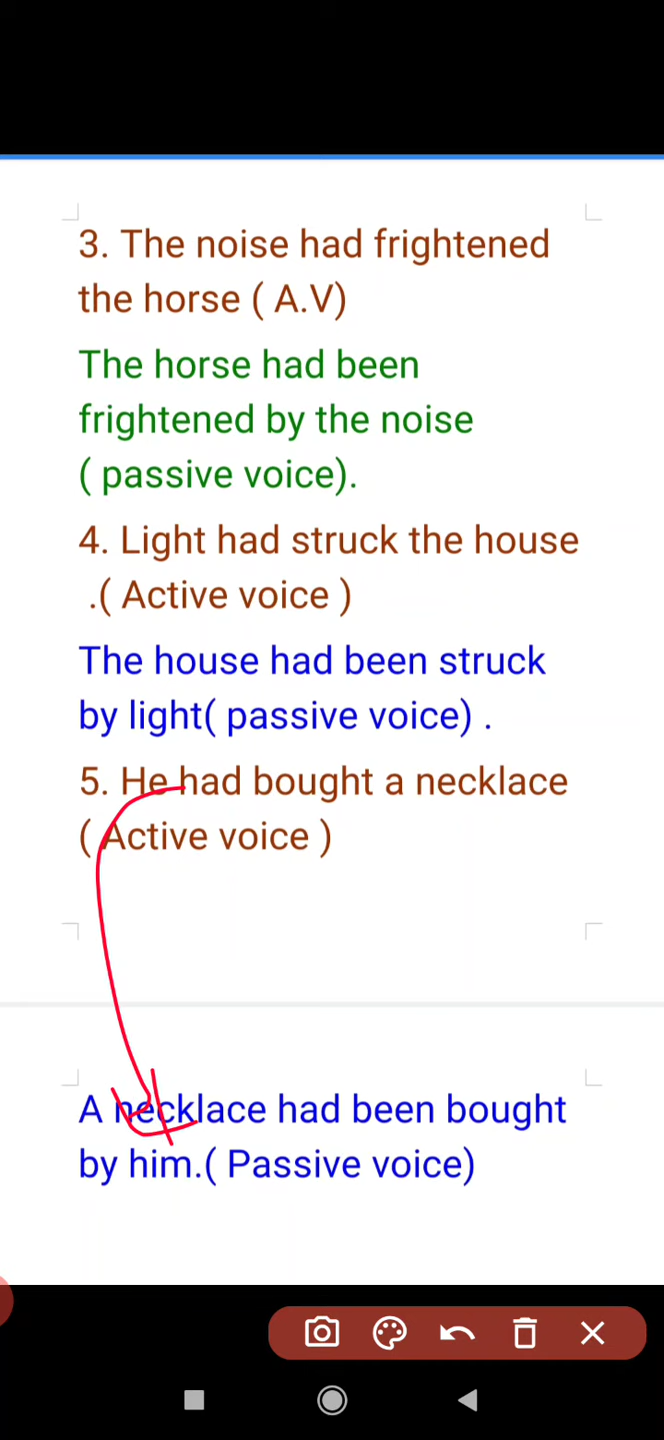 3. The noise had frightened
the horse ( A.V)
The horse had been
frightened by the noise
( passive voice).
4. Light had struck the house
.( Active voice )
The house had been struck
by light( passive voice) .
5. He had bought a necklace
( Active voice )
A necklace had been bought
by him.( Passive voice)